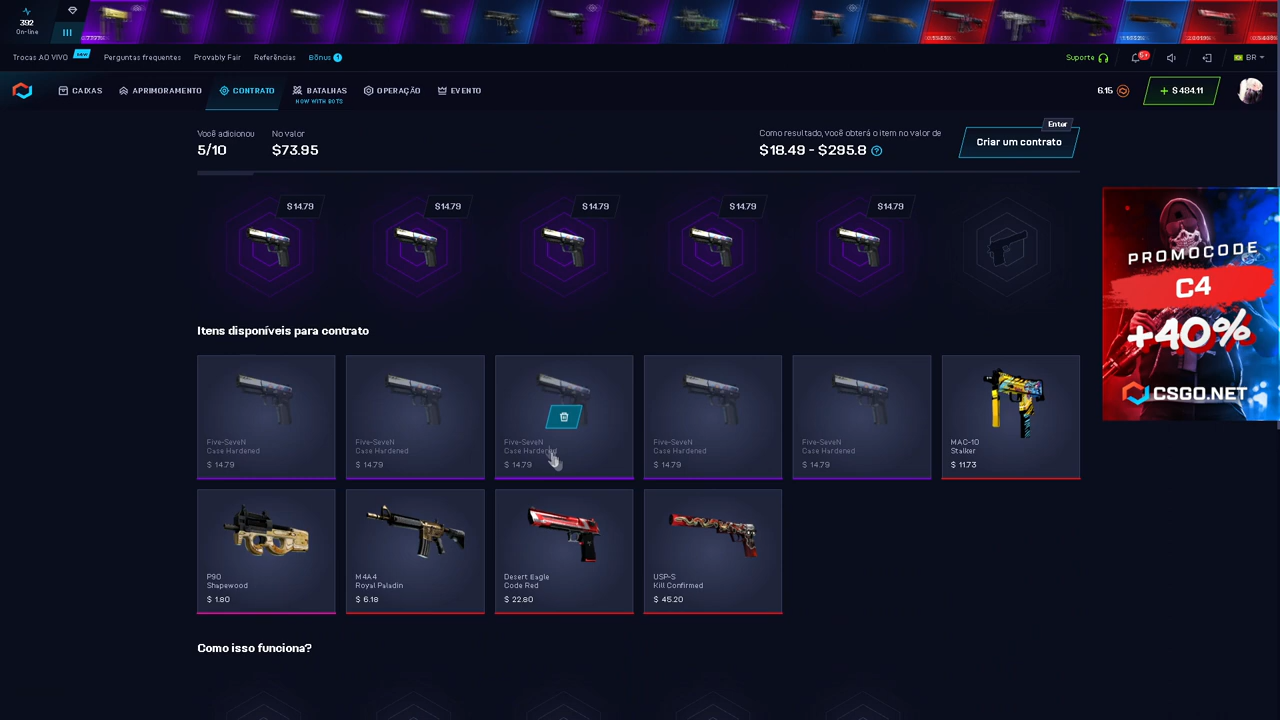 392
On-line
Trocas AO VIVO
NEW
Perguntas frequentes
Provably Fair
Referências
Bônus 1
Suporte
5+
BR
CAIXAS
APRIMORAMENTO
CONTRATO
BATALHAS
NOW WITH BOTS
OPERAÇÃO
EVENTO
6.15
+ $ 484.11
Você adicionou
5/10
No valor
$73.95
Como resultado, você obterá o item no valor de
$18.49 - $295.8 ?
Enter
Criar um contrato
$ 14.79
$ 14.79
$ 14.79
$ 14.79
$ 14.79
PROMOCODE
C4
+40%
CSGO.NET
Itens disponíveis para contrato
Five-SeveN
Case Hardened
$ 14.79
Five-SeveN
Case Hardened
$ 14.79
Five-SeveN
Case Hardened
$ 14.79
Five-SeveN
Case Hardened
$ 14.79
Five-SeveN
Case Hardened
$ 14.79
MAC-10
Stalker
$ 11.73
P90
Shapewood
$ 1.80
M4A4
Royal Paladin
$ 6.18
Desert Eagle
Code Red
$ 22.80
USP-S
Kill Confirmed
$ 45.20
Como isso funciona?